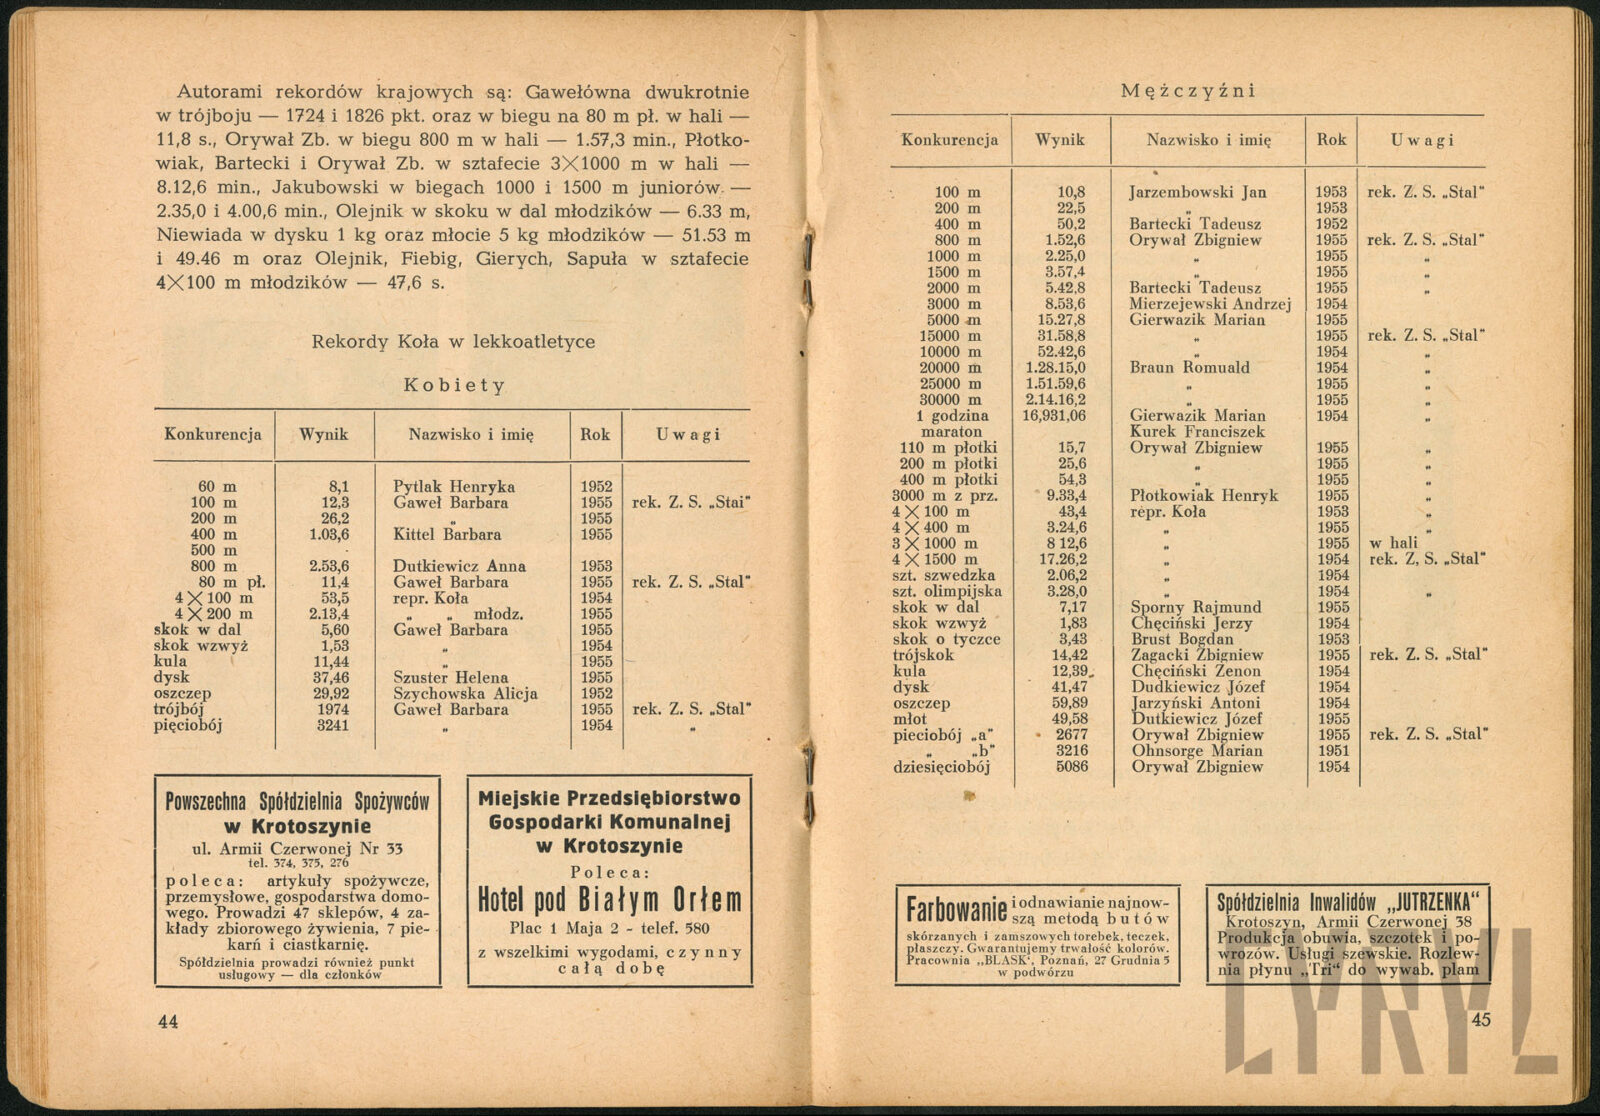 Autorami rekordów krajowych są: Gawełówna dwukrotnie
w trójboju — 1724 i 1826 pkt. oraz w biegu na 80 m pł. w hali —
11,8 s., Orywał Zb. w biegu 800 m w hali — 1.57,3 min., Płotko-
wiak, Bartecki i Orywał Zb. w sztafecie 3X1000 m w hali —
8.12,6 min., Jakubowski w biegach 1000 i 1500 m juniorów. —
2.35,0 i 4.00,6 min., Olejnik w skoku w dal młodzików — 6.33 m,
Niewiada w dysku 1 kg oraz młocie 5 kg młodzików — 51.53 m
i 49.46 m oraz Olejnik, Fiebig, Gierych, Sapuła w sztafecie
4X100 m młodzików — 47,6 s.
Rekordy Koła w lekkoatletyce
Kobiety
Konkurencja Wynik Nazwisko i imię Rok Uwagi
60 m 8,1 Pytlak Henryka 1952
100 m 12,3 Gaweł Barbara 1955 rek. Z. S. „Stai"
200 m 26,2 „ 1955
400 m 1.03,6 Kittel Barbara 1955
500 m
800 m 2.53,6 Dutkiewicz Anna 1953
80 m pł. 11,4 Gaweł Barbara 1955 rek. Z. S. „Stal"
4 X 100 m 53,5 repr. Koła 1954
4 X 200 m 2.13,4 „ „ młodz. 1955
skok w dal 5,60 Gaweł Barbara 1955
skok wzwyż 1,53 „ 1954
kula 11,44 „ 1955
dysk 37,46 Szuster Helena 1955
oszczep 29,92 Szychowska Alicja 1952
trójbój 1974 Gaweł Barbara 1955 rek. Z. S. „Stal"
pięciobój 3241 „ 1954 „
Powszechna Spółdzielnia Spożywców
w Krotoszynie
ul. Armii Czerwonej Nr 33
tel. 374, 375, 276
poleca: artykuły spożywcze,
przemysłowe, gospodarstwa domo-
wego. Prowadzi 47 sklepów, 4 za-
kłady zbiorowego żywienia, 7 pie-
karń i ciastkarnię.
Spółdzielnia prowadzi również punkt
usługowy — dla członków
Miejskie Przedsiębiorstwo
Gospodarki Komunalnej
w Krotoszynie
Poleca:
Hotel pod Białym Orłem
Plac 1 Maja 2 - telef. 580
z wszelkimi wygodami, czynny
całą dobę
44
Mężczyźni
Konkurencja Wynik Nazwisko i imię Rok Uwagi
100 m 10,8 Jarzembowski Jan 1953 rek. Z. S. „Stal"
200 m 22,5 „ 1953
400 m 50,2 Bartecki Tadeusz 1952
800 m 1.52,6 Orywał Zbigniew 1955 rek. Z. S. „Stal"
1000 m 2.25,0 „ 1955 „
1500 m 3.57,4 „ 1955 „
2000 m 5.42,8 Bartecki Tadeusz 1955 „
3000 m 8.53,6 Mierzejewski Andrzej 1954
5000 m 15.27,8 Gierwazik Marian 1955
15000 m 31.58,8 „ 1955 rek. Z. S. „Stal"
10000 m 52.42,6 „ 1954 „
20000 m 1.28.15,0 Braun Romuald 1954 „
25000 m 1.51.59,6 „ 1955 „
30000 m 2.14.16,2 „ 1955 „
1 godzina 16,931,06 Gierwazik Marian 1954 „
maraton Kurek Franciszek
110 m płotki 15,7 Orywał Zbigniew 1955 „
200 m płotki 25,6 „ 1955 „
400 m płotki 54,3 „ 1955 „
3000 m z prz. 9.33,4 Płotkowiak Henryk 1955 „
4 X 100 m 43,4 repr. Koła 1953 „
4 X 400 m 3.24,6 „ 1955 „
3 X 1000 m 8 12,6 „ 1955 w hali
4 X 1500 m 17.26,2 „ 1954 rek. Z, S. „Stal"
szt. szwedzka 2.06,2 „ 1954
szt. olimpijska 3.28,0 „ 1954 „
skok w dal 7,17 Sporny Rajmund 1955
skok wzwyż 1,83 Chęciński Jerzy 1954
skok o tyczce 3,43 Brust Bogdan 1953
trójskok 14,42 Zagacki Zbigniew 1955 rek. Z. S. „Stal"
kula 12,39 Chęciński Zenon 1954
dysk 41,47 Dudkiewicz Józef 1954
oszczep 59,89 Jarzyński Antoni 1954
młot 49,58 Dutkiewicz Józef 1955
pieciobój „a" 2677 Orywał Zbigniew 1955 rek. Z. S. „Stal"
„ „b" 3216 Ohnsorge Marian 1951
dziesięciobój 5086 Orywał Zbigniew 1954
Farbowanie i odnawianie najnow-
szą metodą butów
skórzanych i zamszowych torebek, teczek,
płaszczy. Gwarantujemy trwałość kolorów.
Pracownia „BLASK', Poznań, 27 Grudnia 5
w podwórzu
Spółdzielnia Inwalidów „JUTRZENKA"
Krotoszyn, Armii Czerwonej 38
Produkcja obuwia, szczotek i po-
wrozów. Usługi szewskie. Rozlew-
nia płynu „Tri" do wywab. plam
45
LYNYL